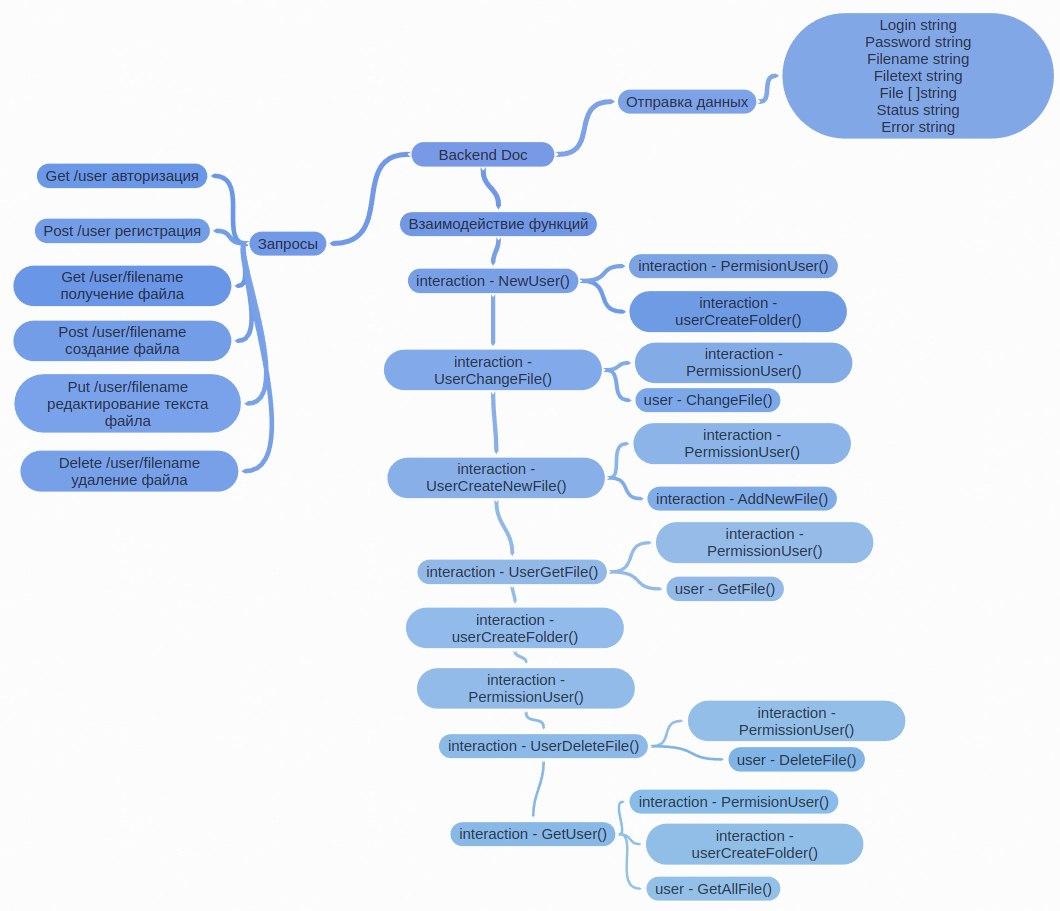 Login string
Password string
Filename string
Filetext string
File [ ]string
Status string
Error string
Отправка данных
Backend Doc
Get /user авторизация
Post /user регистрация
Запросы
Get /user/filename
получение файла
Post /user/filename
создание файла
Put /user/filename
редактирование текста
файла
Delete /user/filename
удаление файла
Взаимодействие функций
interaction - NewUser()
interaction - PermisionUser()
interaction -
userCreateFolder()
interaction -
UserChangeFile()
interaction -
PermissionUser()
user - ChangeFile()
interaction -
UserCreateNewFile()
interaction -
PermissionUser()
interaction - AddNewFile()
interaction - UserGetFile()
interaction -
PermissionUser()
user - GetFile()
interaction -
userCreateFolder()
interaction -
PermissionUser()
interaction - UserDeleteFile()
interaction -
PermissionUser()
user - DeleteFile()
interaction - GetUser()
interaction - PermisionUser()
interaction -
userCreateFolder()
user - GetAllFile()